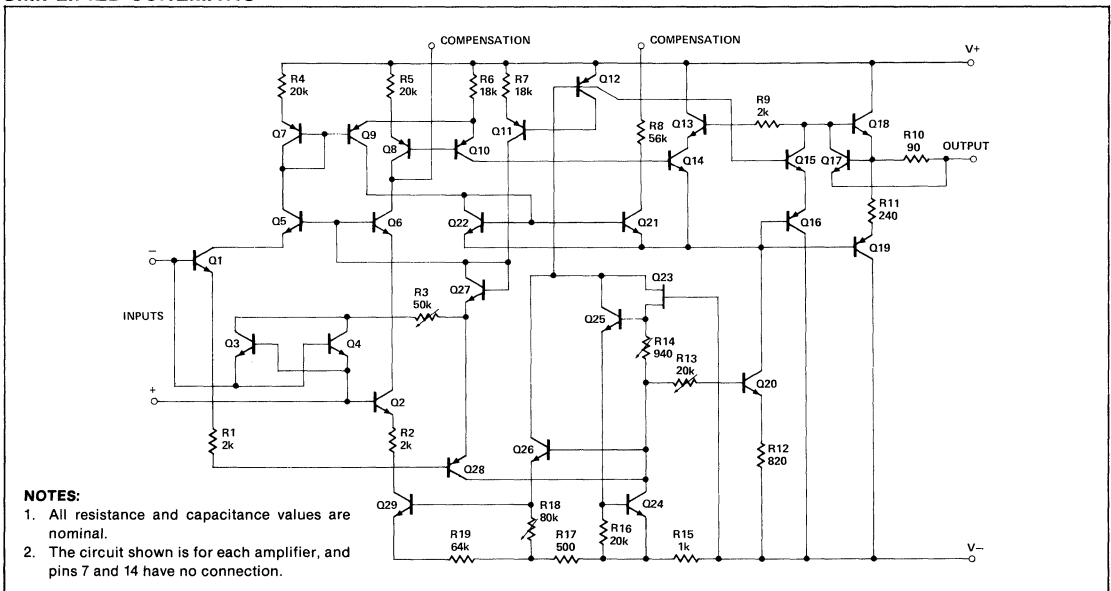 COMPENSATION
COMPENSATION
V+
R4
20k
R5
20k
R6
18k
R7
18k
Q12
Q7
Q9
Q8
Q10
Q11
R8
56k
Q13
R9
2k
Q18
Q14
Q15
Q17
R10
90
OUTPUT
Q5
Q6
Q22
Q21
Q16
R11
240
Q19
−
Q1
INPUTS
Q3
Q4
R3
50k
Q27
Q23
Q25
R14
940
R13
20k
Q20
+
Q2
R1
2k
R2
2k
Q28
Q26
R12
820
Q29
R18
80k
Q24
R19
64k
R17
500
R16
20k
R15
1k
V−
NOTES:
1. All resistance and capacitance values are
nominal.
2. The circuit shown is for each amplifier, and
pins 7 and 14 have no connection.